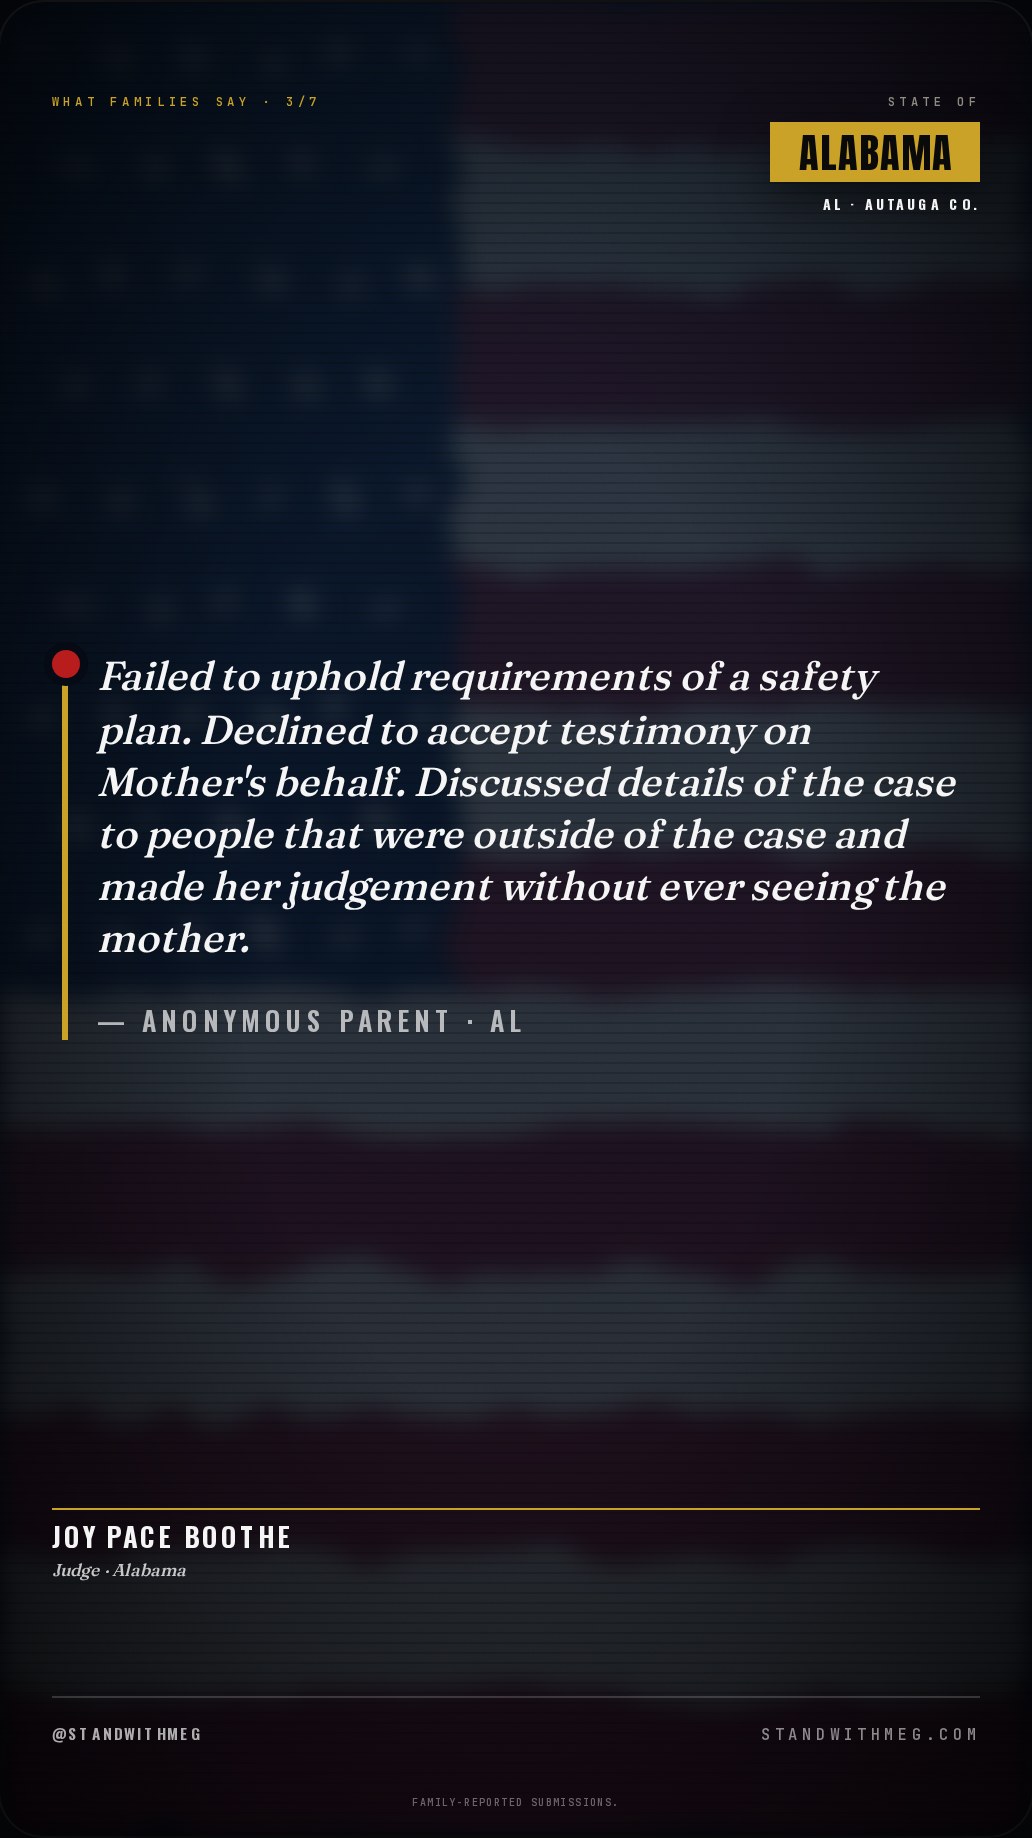 WHAT FAMILIES SAY · 3/7
STATE OF
ALABAMA
AL · AUTAUGA CO.
Failed to uphold requirements of a safety
plan. Declined to accept testimony on
Mother's behalf. Discussed details of the case
to people that were outside of the case and
made her judgement without ever seeing the
mother.
— ANONYMOUS PARENT · AL
JOY PACE BOOTHE
Judge · Alabama
@STANDWITHMEG
STANDWITHMEG.COM
FAMILY-REPORTED SUBMISSIONS.